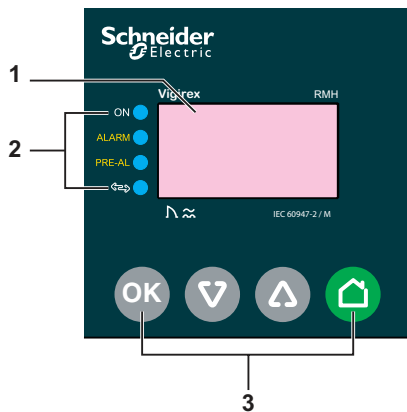 Schneider
Electric
1
Vigirex RMH
ON
ALARM
2
PRE-AL
IEC 60947-2 / M
OK
3